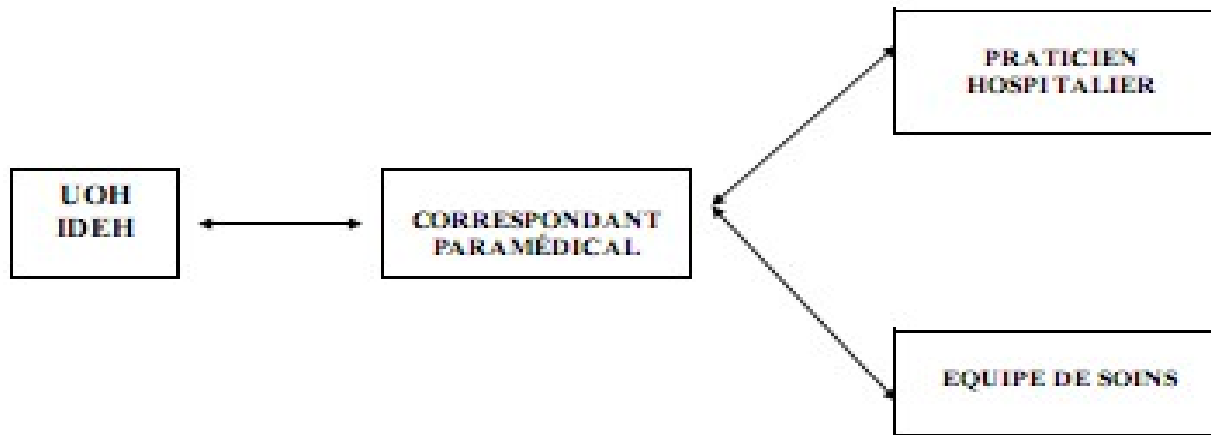 PRATICIEN
HOSPITALIER
UOH
IDEH
CORRESPONDANT
PARAMÉDICAL
EQUIPE DE SOINS